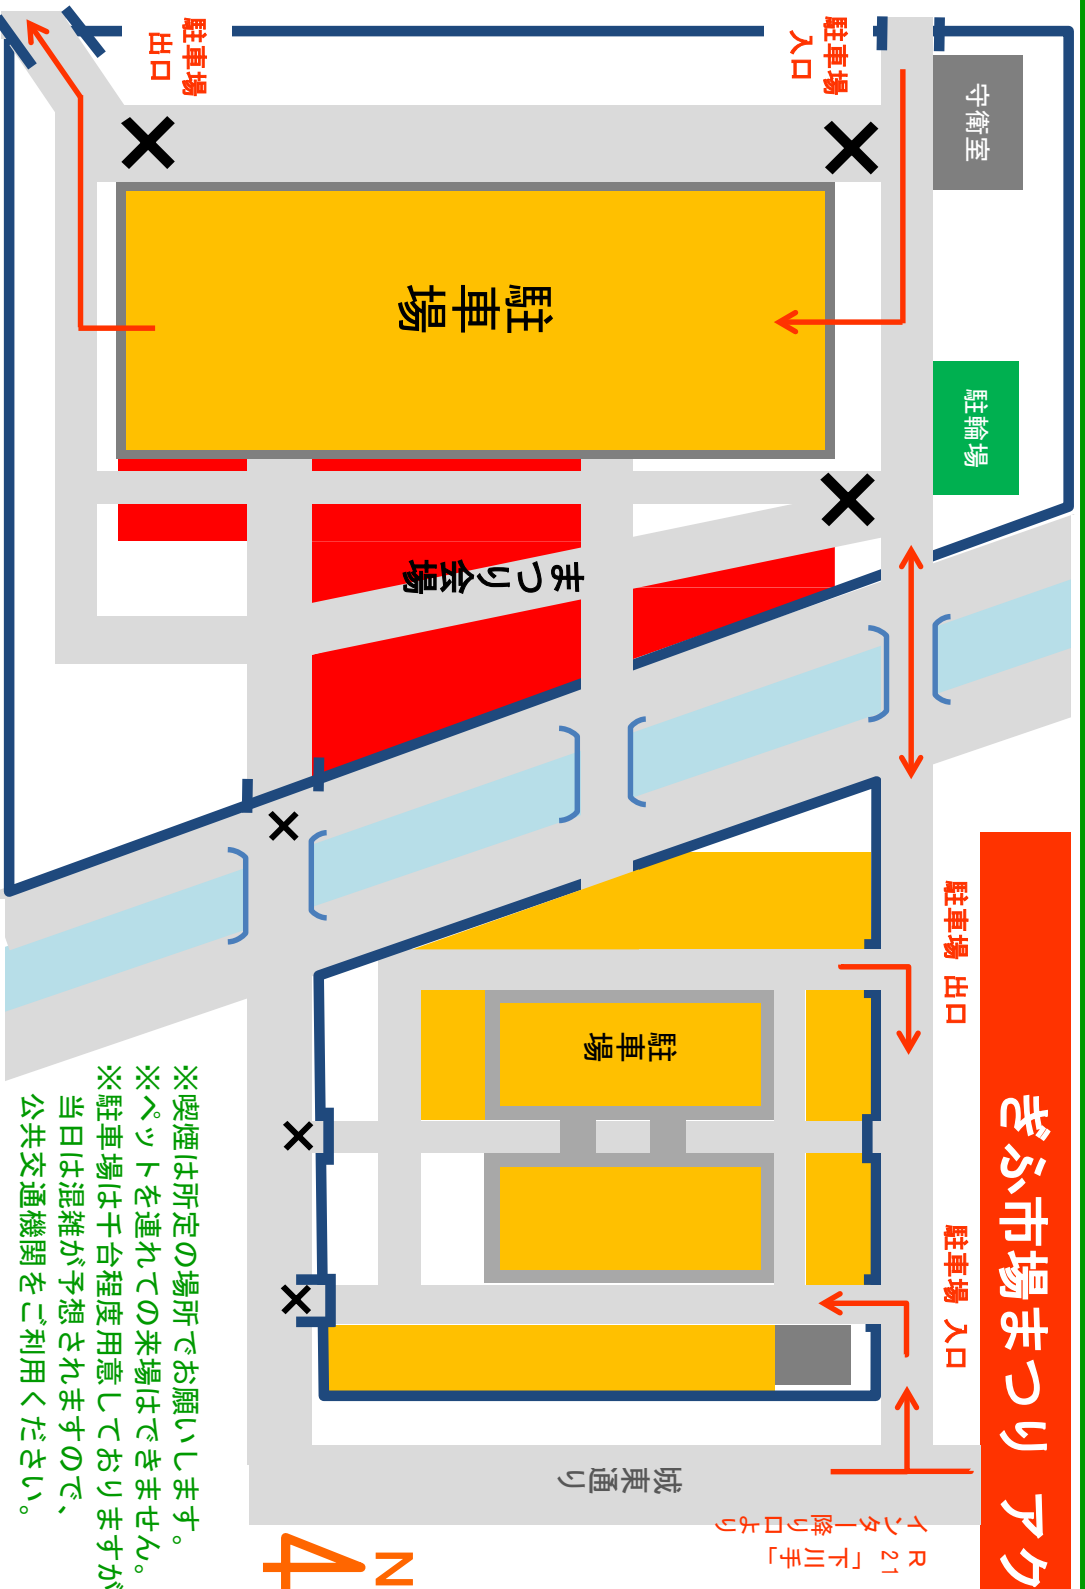 ぎふ市場まつり アク
駐車場
出口
駐車場
入口
守衛室
駐車
場
駐輪場
まつり会
場
駐車場 出口
駐車
場
駐車場 入口
城東通
り
R21「下川手」
インター降り口より
N
※喫煙は所定の場所でお願いします。
※ペットを連れての来場はできません。
※駐車場は千台程度用意しておりますが
当日は混雑が予想されますので、
公共交通機関をご利用ください。